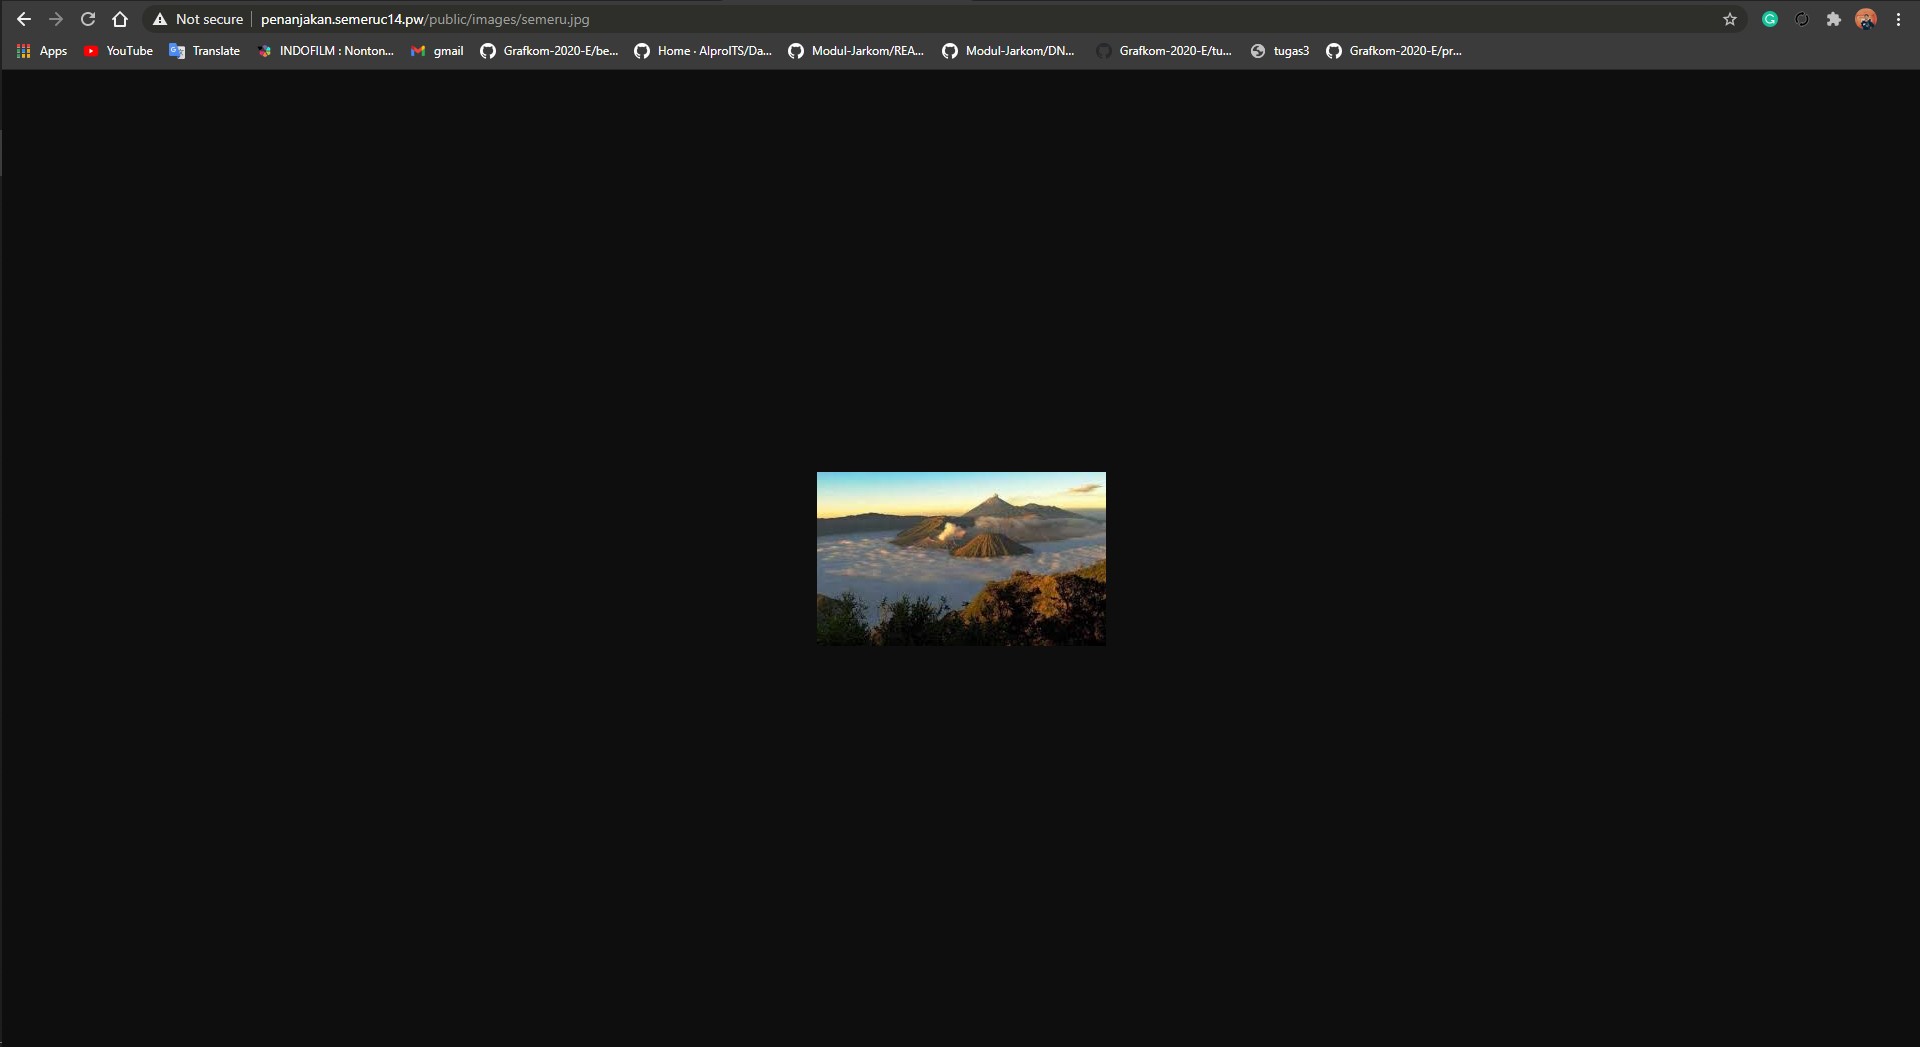 Not secure penanjakan.semeruc14.pw/public/images/semeru.jpg
Apps YouTube Translate INDOFILM : Nonton... gmail Grafkom-2020-E/be... Home · AlproITS/Da... Modul-Jarkom/REA... Modul-Jarkom/DN... Grafkom-2020-E/tu... tugas3 Grafkom-2020-E/pr...